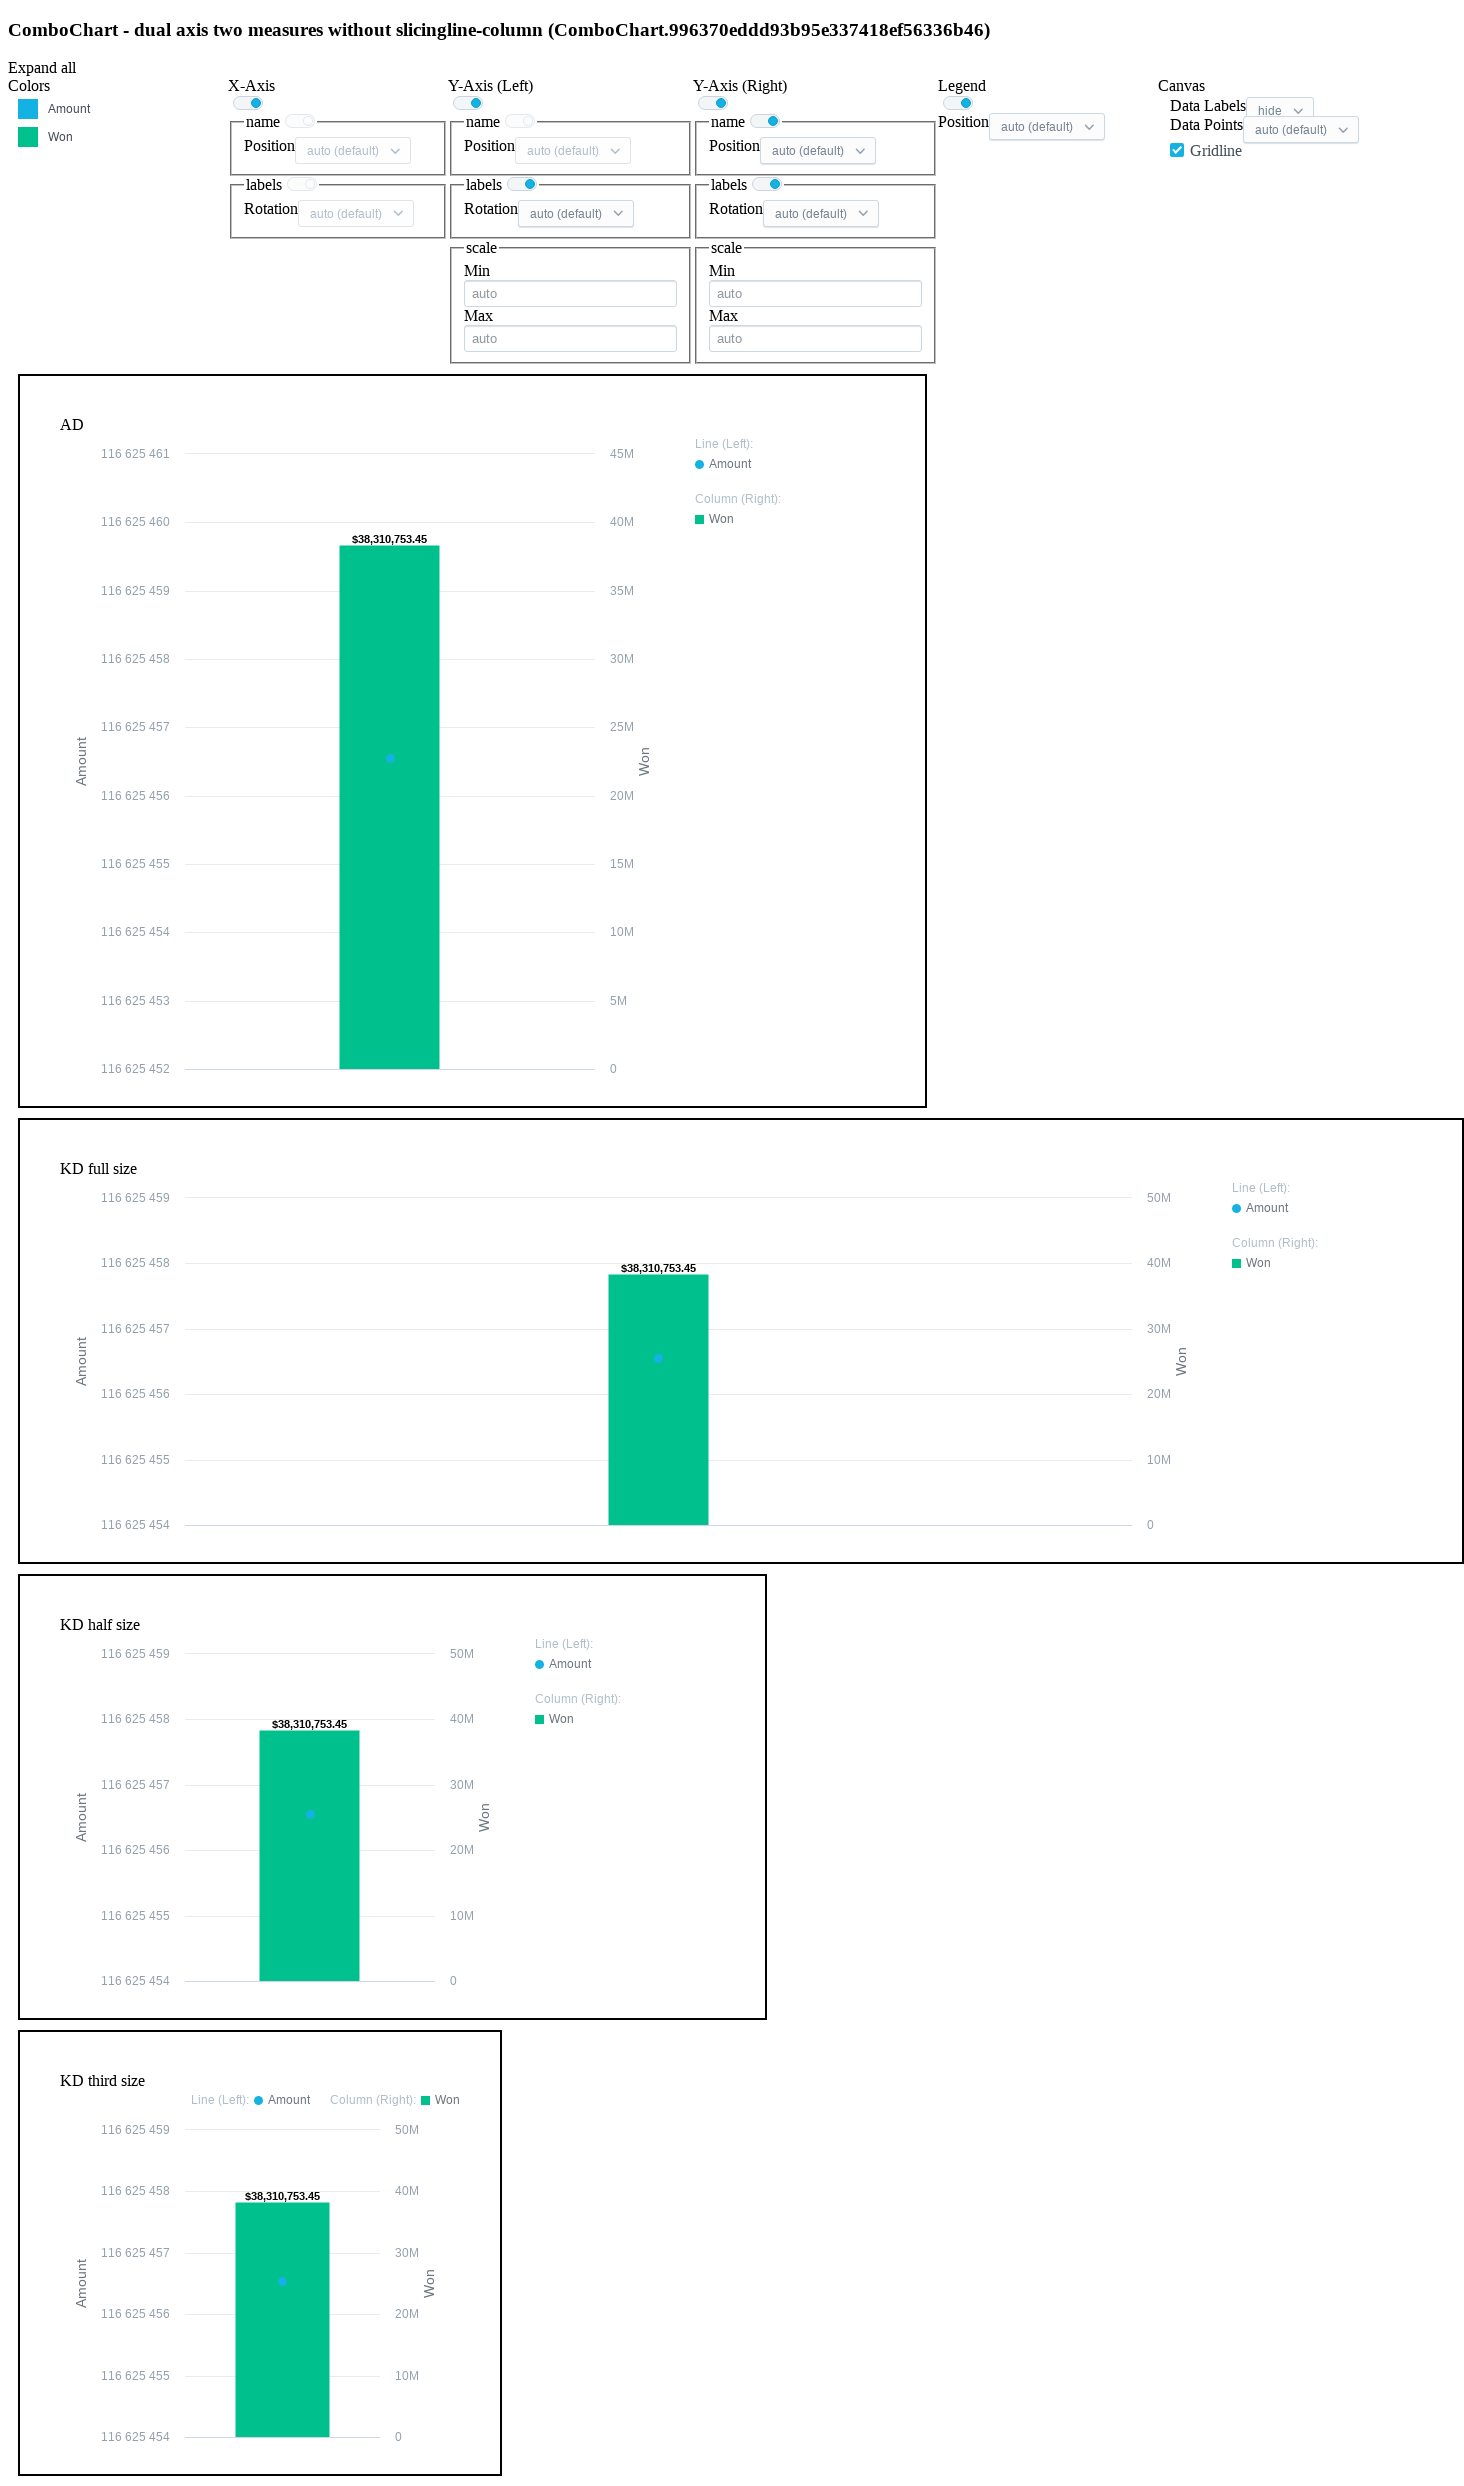 ComboChart - dual axis two measures without slicingline-column (ComboChart.996370eddd93b95e337418ef56336b46)
Expand all
Colors
Amount
Won
X-Axis
name
Position auto (default)
labels
Rotation auto (default)
Y-Axis (Left)
name
Position auto (default)
labels
Rotation auto (default)
scale
Min
auto
Max
auto
Y-Axis (Right)
name
Position auto (default)
labels
Rotation auto (default)
scale
Min
auto
Max
auto
Legend
Position auto (default)
Canvas
Data Labels hide
Data Points auto (default)
Gridline
AD
116 625 461
116 625 460
116 625 459
116 625 458
116 625 457
116 625 456
116 625 455
116 625 454
116 625 453
116 625 452
Amount
$38,310,753.45
45M
40M
35M
30M
25M
20M
15M
10M
5M
0
Won
Line (Left):
Amount
Column (Right):
Won
KD full size
116 625 459
116 625 458
116 625 457
116 625 456
116 625 455
116 625 454
Amount
$38,310,753.45
50M
40M
30M
20M
10M
0
Won
Line (Left):
Amount
Column (Right):
Won
KD half size
116 625 459
116 625 458
116 625 457
116 625 456
116 625 455
116 625 454
Amount
$38,310,753.45
50M
40M
30M
20M
10M
0
Won
Line (Left):
Amount
Column (Right):
Won
KD third size
Line (Left): Amount Column (Right): Won
116 625 459
116 625 458
116 625 457
116 625 456
116 625 455
116 625 454
Amount
$38,310,753.45
50M
40M
30M
20M
10M
0
Won